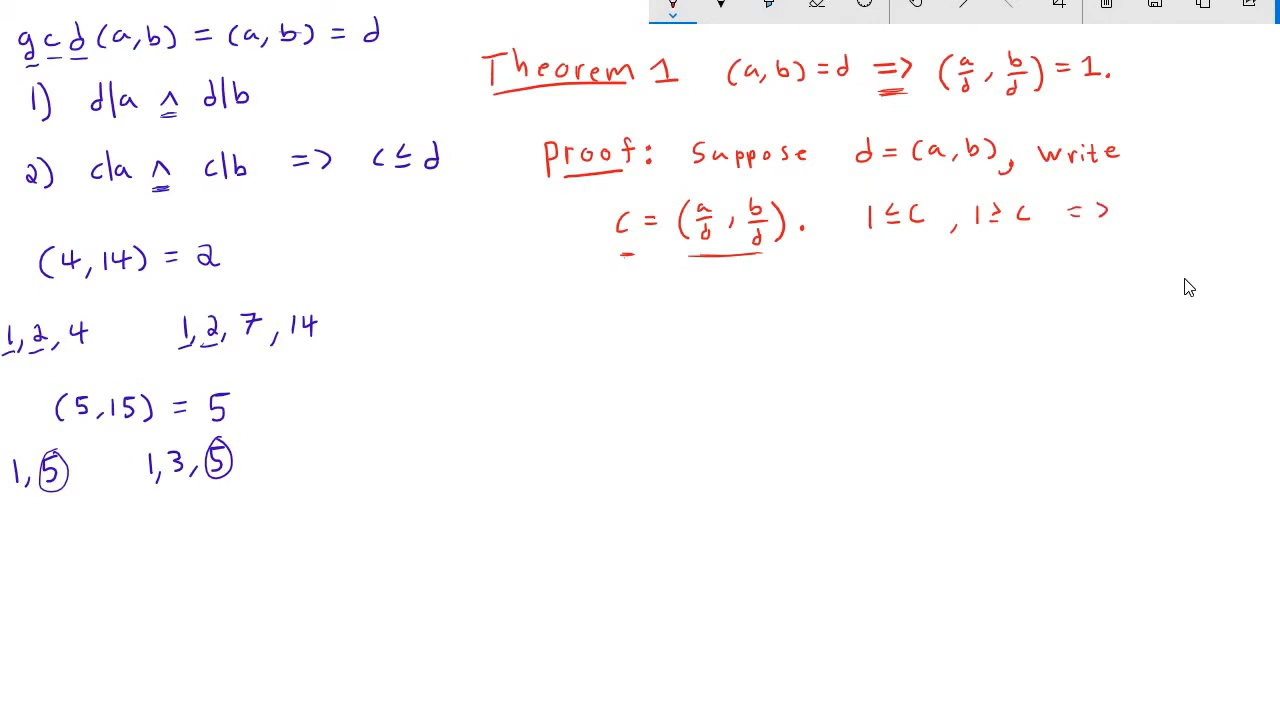 gcd(a,b) = (a,b) = d
1) d|a ∧ d|b
2) c|a ∧ c|b => c ≤ d
(4,14) = 2
1,2,4 1,2,7,14
(5,15) = 5
1,5 1,3,5
Theorem 1 (a,b)=d => (a/d, b/d) = 1.
Proof: Suppose d = (a,b), write
c = (a/d, b/d). 1 ≤ c, 1 ≥ c =>